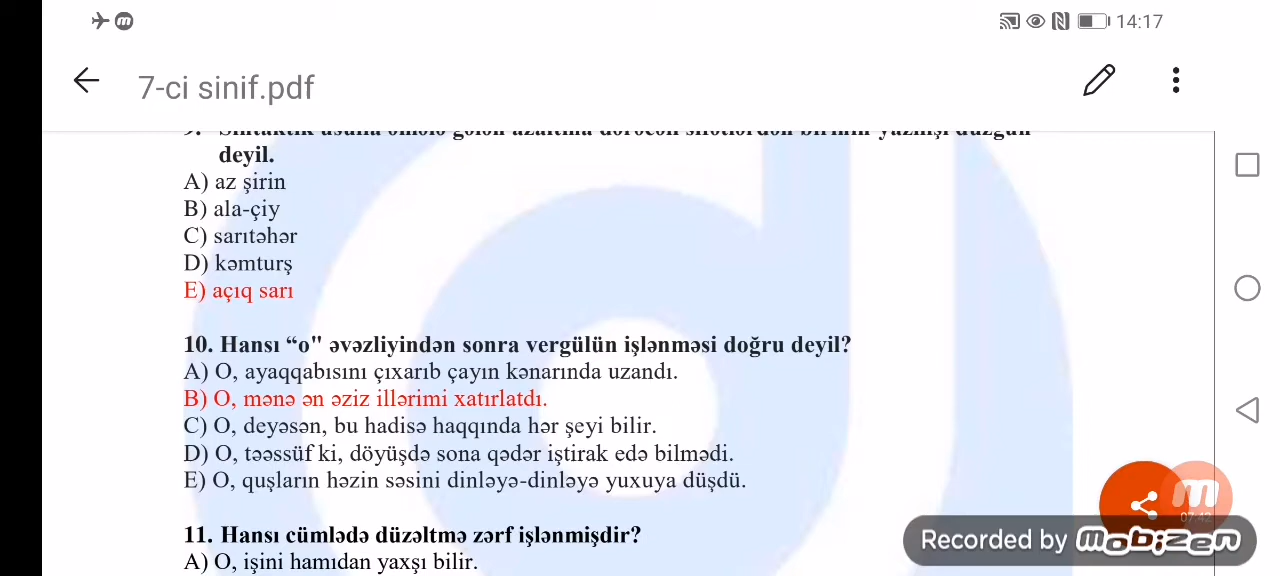 14:17
7-ci sinif.pdf
deyil.
A) az şirin
B) ala-çiy
C) sarıtəhər
D) kəmturş
E) açıq sarı
10. Hansı “o" əvəzliyindən sonra vergülün işlənməsi doğru deyil?
A) O, ayaqqabısını çıxarıb çayın kənarında uzandı.
B) O, mənə ən əziz illərimi xatırlatdı.
C) O, deyəsən, bu hadisə haqqında hər şeyi bilir.
D) O, təəssüf ki, döyüşdə sona qədər iştirak edə bilmədi.
E) O, quşların həzin səsini dinləyə-dinləyə yuxuya düşdü.
07:42
11. Hansı cümlədə düzəltmə zərf işlənmişdir?
Recorded by Mobizen
A) O, işini hamıdan yaxşı bilir.